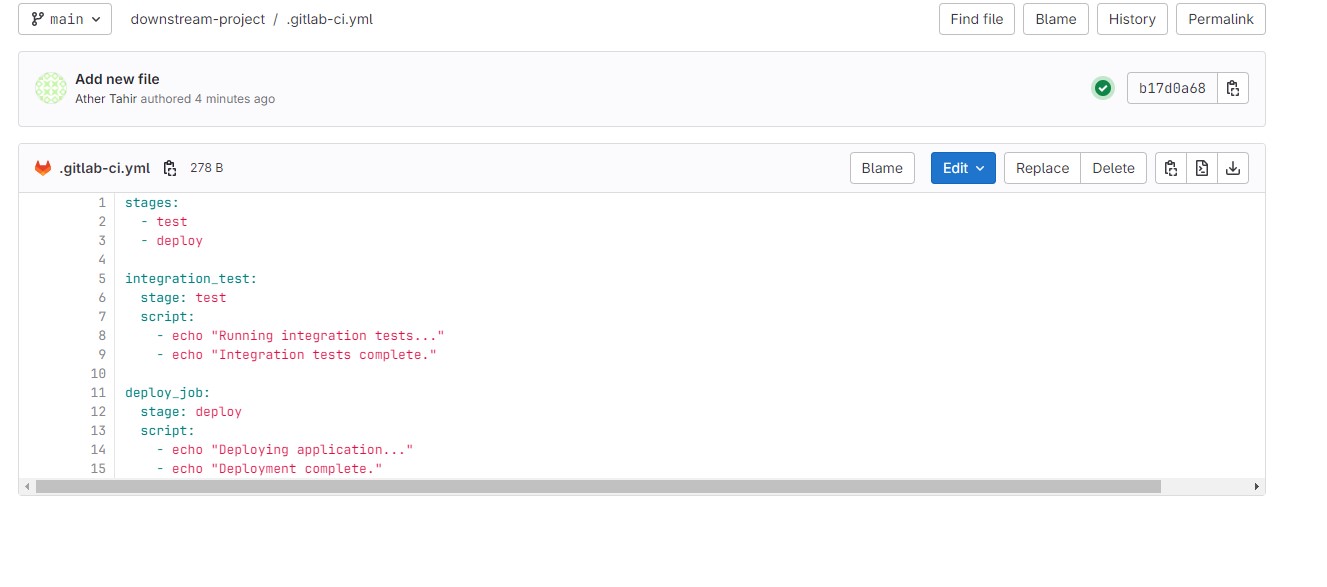 main
downstream-project / .gitlab-ci.yml
Find file
Blame
History
Permalink
Add new file
Ather Tahir authored 4 minutes ago
b17d0a68
.gitlab-ci.yml
278 B
Blame
Edit
Replace
Delete
1 stages:
2   - test
3   - deploy
4
5 integration_test:
6   stage: test
7   script:
8     - echo "Running integration tests..."
9     - echo "Integration tests complete."
10
11 deploy_job:
12   stage: deploy
13   script:
14     - echo "Deploying application..."
15     - echo "Deployment complete."